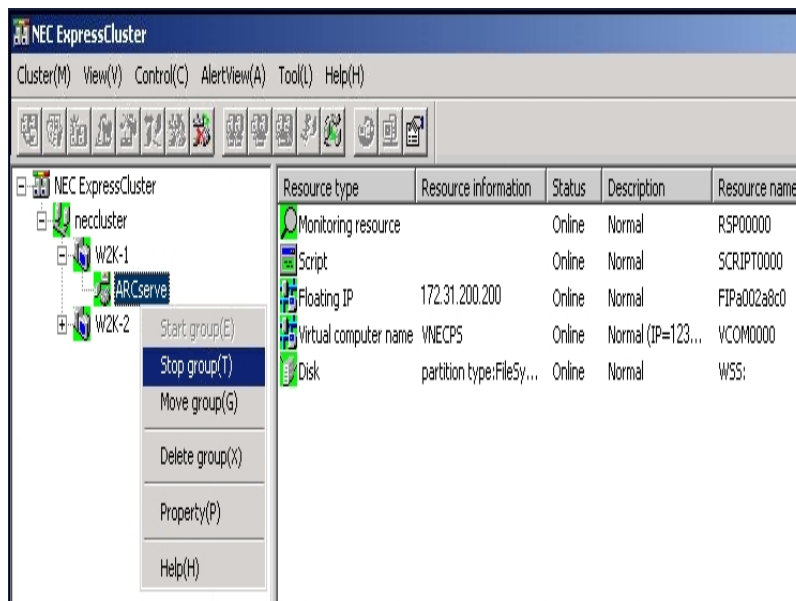 NEC ExpressCluster
Cluster(M) View(V) Control(C) AlertView(A) Tool(L) Help(H)
NEC ExpressCluster
neccluster
W2K-1
ARCserve
W2K-2
Start group(E)
Stop group(T)
Move group(G)
Delete group(X)
Property(P)
Help(H)
Resource type Resource information Status Description Resource name
Monitoring resource Online Normal RSP00000
Script Online Normal SCRIPT0000
Floating IP 172.31.200.200 Online Normal FIPa002a8c0
Virtual computer name VNECPS Online Normal (IP=123... VCOM0000
Disk partition type:FileSy... Online Normal WSS: